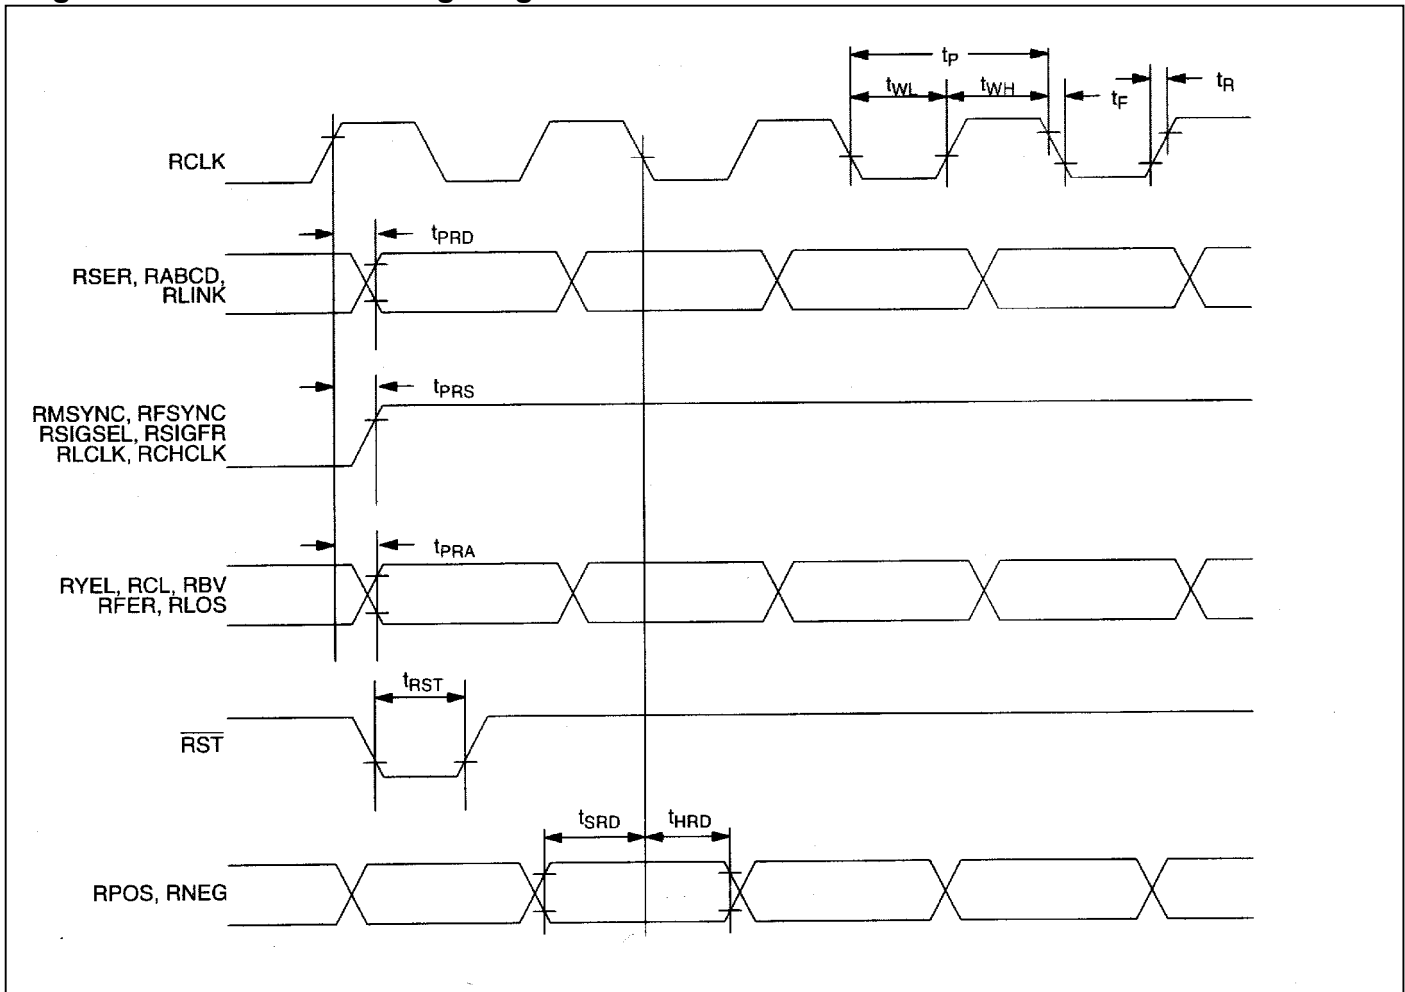 tP
tWL tWH tF tR
RCLK
tPRD
RSER, RABCD,
RLINK
tPRS
RMSYNC, RFSYNC
RSIGSEL, RSIGFR
RLCLK, RCHCLK
tPRA
RYEL, RCL, RBV
RFER, RLOS
tRST
RST
tSRD tHRD
RPOS, RNEG